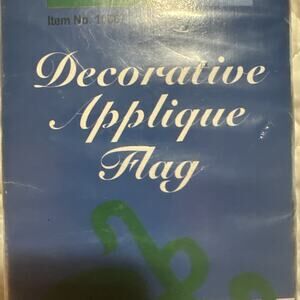 Item No.
Decorative
Applique
Flag